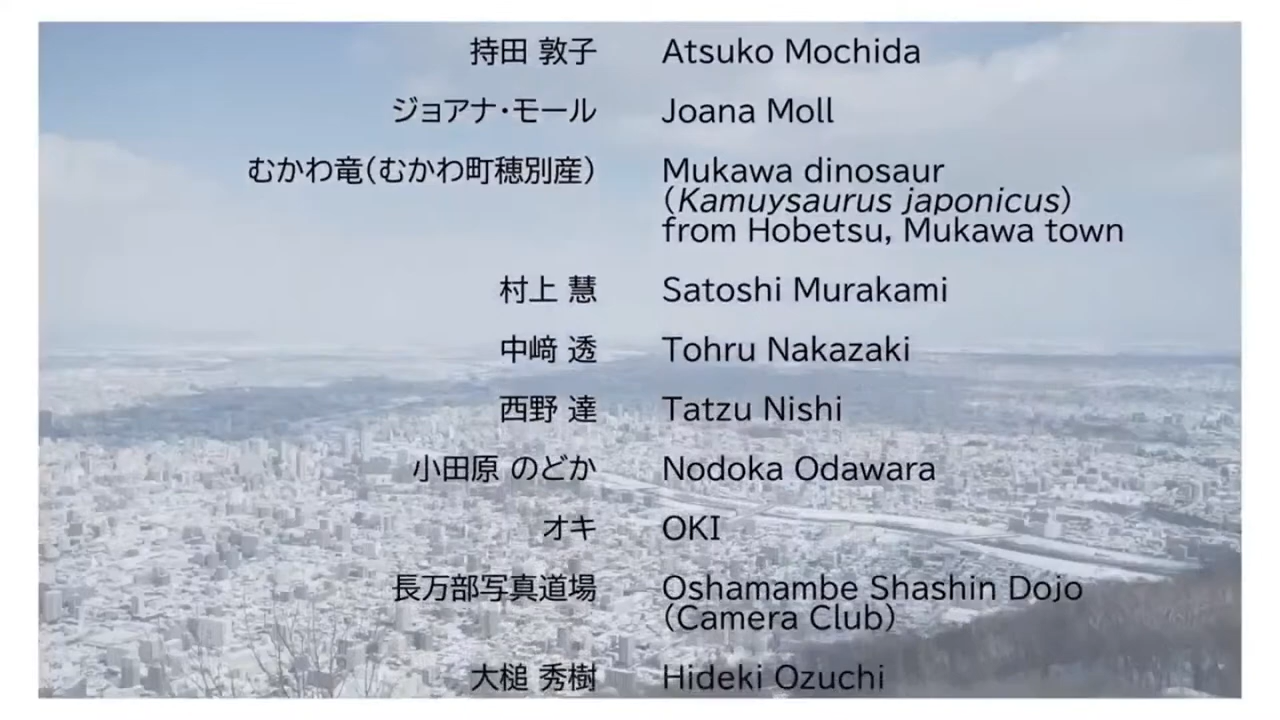 持田 敦子 Atsuko Mochida
ジョアナ・モール Joana Moll
むかわ竜（むかわ町穂別産） Mukawa dinosaur
(Kamuysaurus japonicus)
from Hobetsu, Mukawa town
村上 慧 Satoshi Murakami
中﨑 透 Tohru Nakazaki
西野 達 Tatzu Nishi
小田原 のどか Nodoka Odawara
オキ OKI
長万部写真道場 Oshamambe Shashin Dojo
(Camera Club)
大槌 秀樹 Hideki Ozuchi